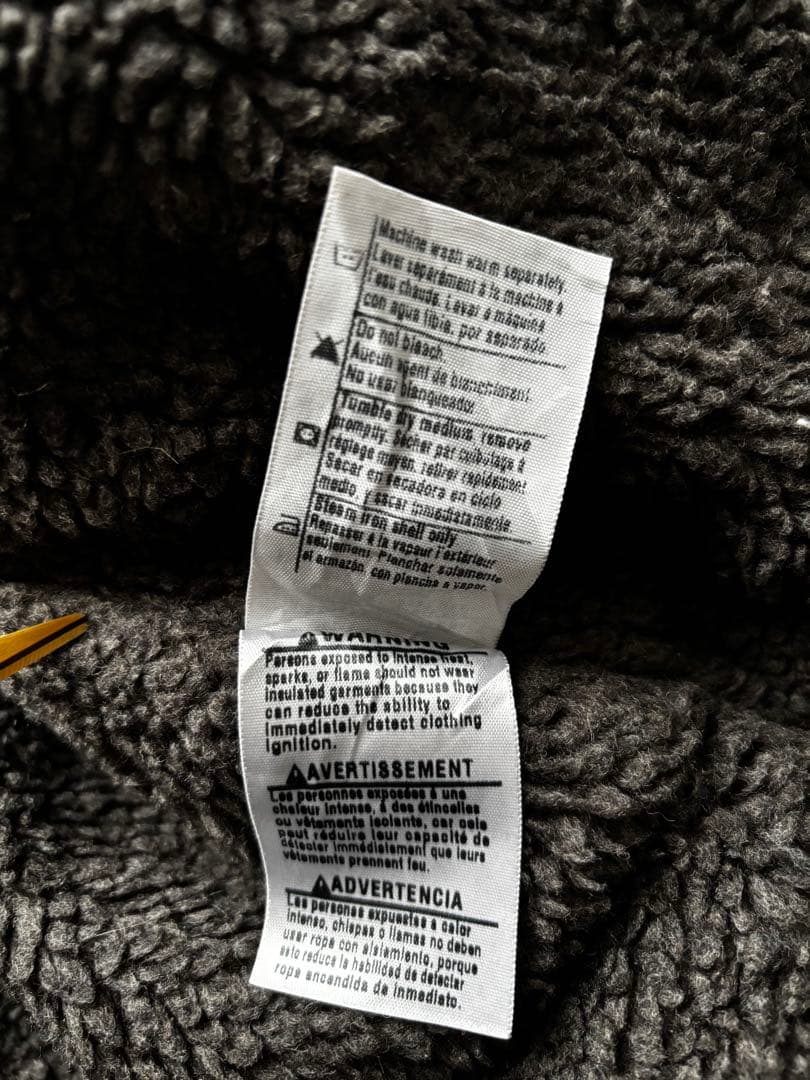 Machine wash warm separately
Laver séparément à la machine à
l'eau chaude. Lavar a máquina
con agua tibia, por separado
Do not bleach
Aucun agent de blanchiment
No usar blanqueador
Tumble dry medium, remove
promptly. Sécher par culbutage à
réglage moyen, retirer rapidement
Secar en secadora en ciclo
medio, y sacar inmediatamente
Steam iron shell only
Repasser à la vapeur l'extérieur
seulement Planchar solamente
el armazón, con plancha a vapor.
WARNING
Persons exposed to intense heat,
sparks, or flame should not wear
insulated garments because they
can reduce the ability to
immediately detect clothing
ignition.
AVERTISSEMENT
Les personnes exposées à une
chaleur intense, à des étincelles
ou vêtements isolants, car cela
peut réduire leur capacité de
détecter immédiatement que leurs
vêtements prennent feu.
ADVERTENCIA
Las personas expuestas a calor
intenso, chispas o llamas no deben
usar ropa con aislamiento, porque
esto reduce la habilidad de detectar
ropa encendida de inmediato.